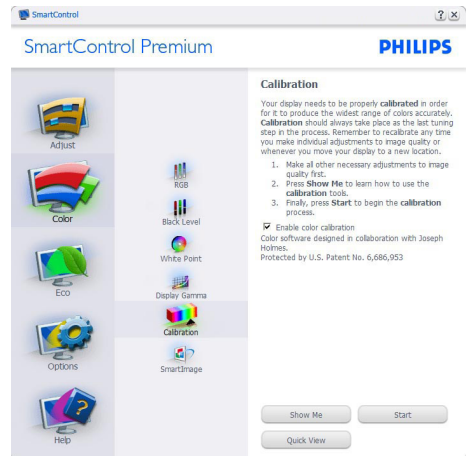 SmartControl
SmartControl Premium
PHILIPS
Adjust
Color
Eco
Options
Help
RGB
Black Level
White Point
Display Gamma
Calibration
SmartImage
Calibration
Your display needs to be properly calibrated in order
for it to produce the widest range of colors accurately.
Calibration should always take place as the last tuning
step in the process. Remember to recalibrate any time
you make individual adjustments to image quality or
whenever you move your display to a new location.
1. Make all other necessary adjustments to image
quality first.
2. Press Show Me to learn how to use the
calibration tools.
3. Finally, press Start to begin the calibration
process.
Enable color calibration
Color software designed in collaboration with Joseph
Holmes.
Protected by U.S. Patent No. 6,686,953
Show Me
Start
Quick View